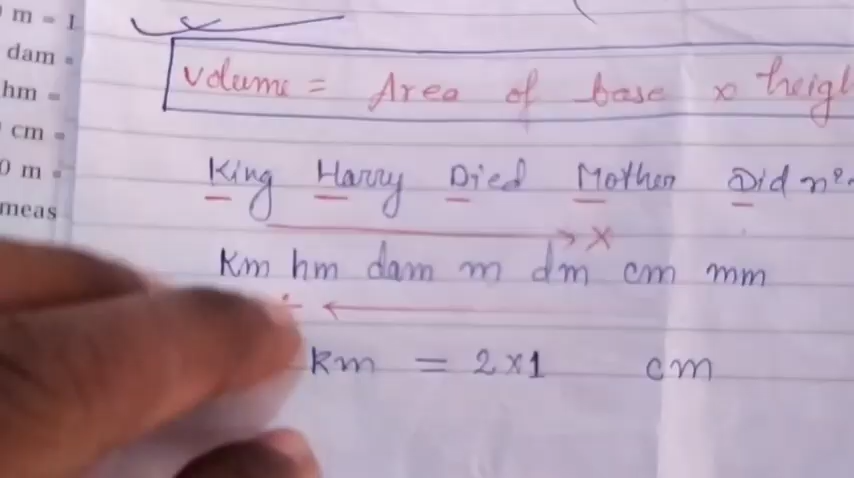 m = 1
dam =
hm =
cm =
0 m =
meas
Volume = Area of base x heigh
King Harry Died Mother Did
→ X
km hm dam m dm cm mm
÷ ←
km = 2×1 cm